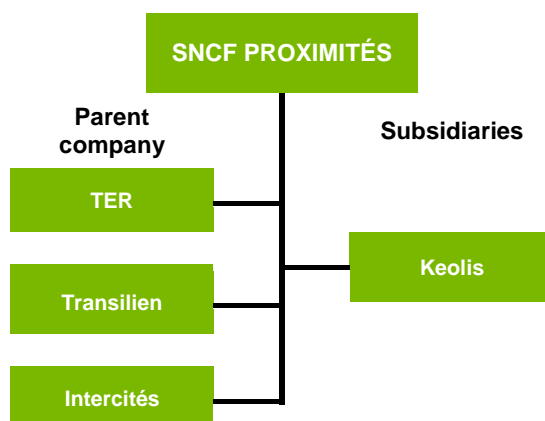 SNCF PROXIMITÉS
Parent
company
Subsidiaries
TER
Keolis
Transilien
Intercités